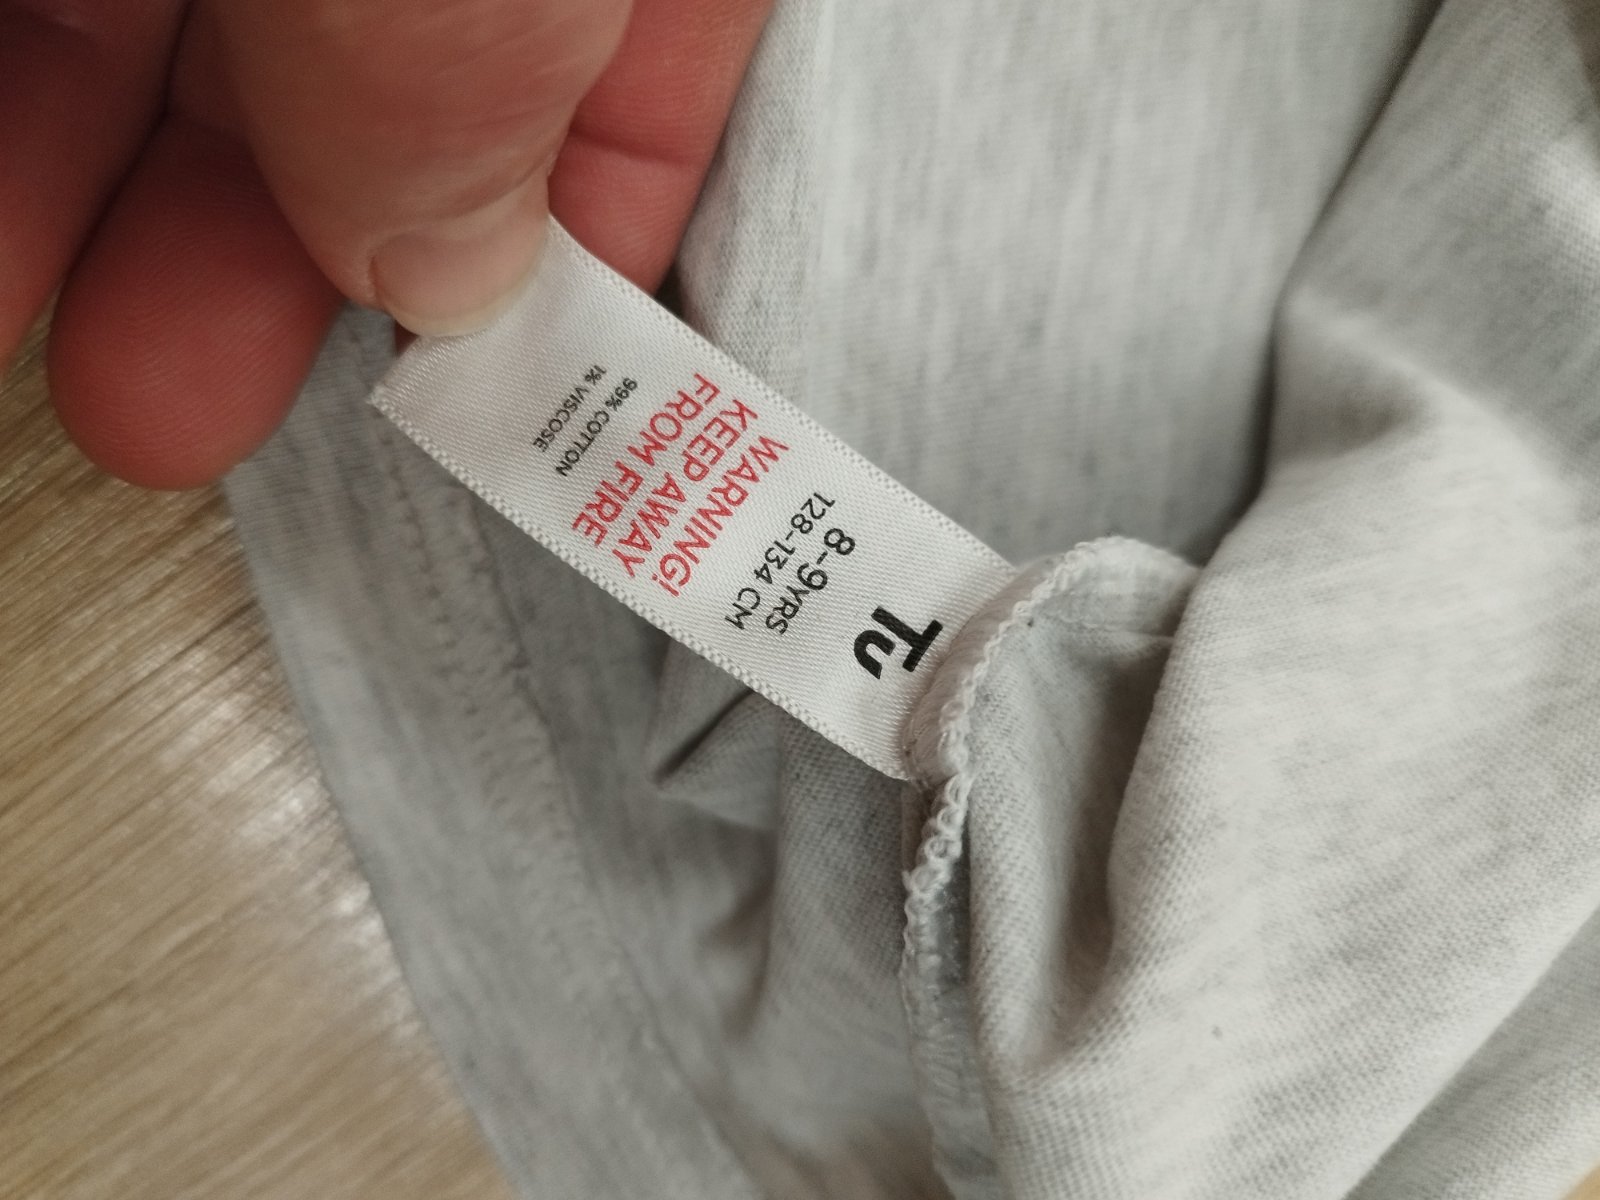 Tu
8-9YRS
128-134 CM
WARNING!
KEEP AWAY
FROM FIRE
99% COTTON
1% VISCOSE